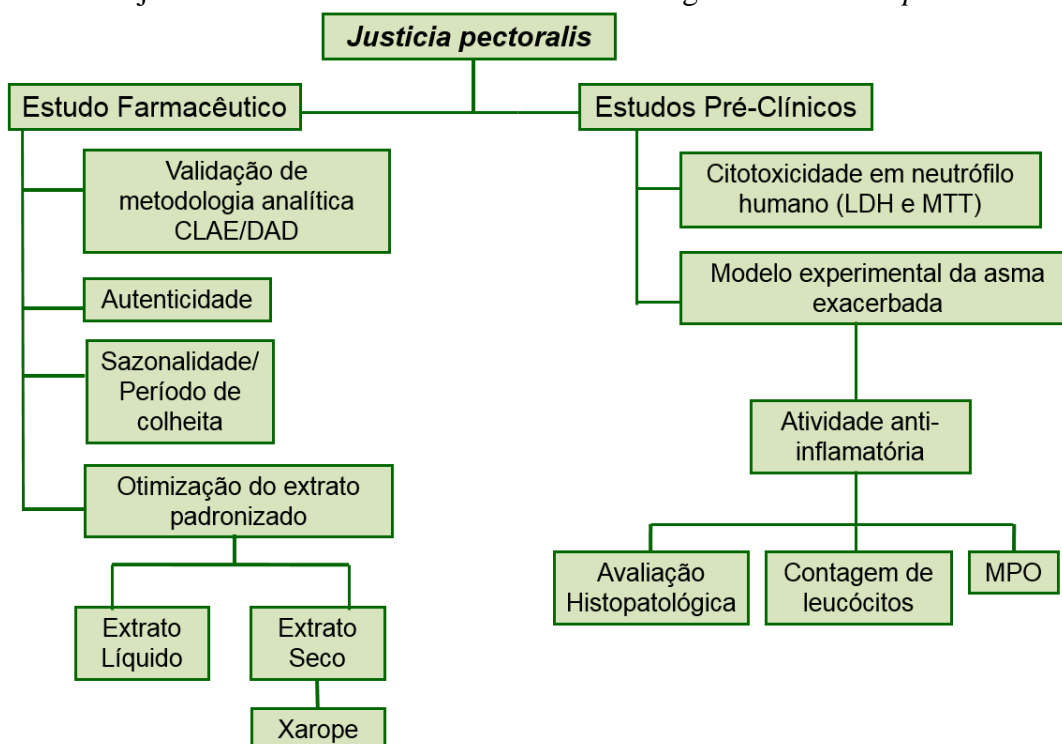 Justicia pectoralis
Estudo Farmacêutico
Validação de
metodologia analítica
CLAE/DAD
Autenticidade
Sazonalidade/
Período de
colheita
Otimização do extrato
padronizado
Extrato
Líquido
Extrato
Seco
Xarope
Estudos Pré-Clínicos
Citotoxicidade em neutrófilo
humano (LDH e MTT)
Modelo experimental da asma
exacerbada
Atividade anti-
inflamatória
Avaliação
Histopatológica
Contagem de
leucócitos
MPO